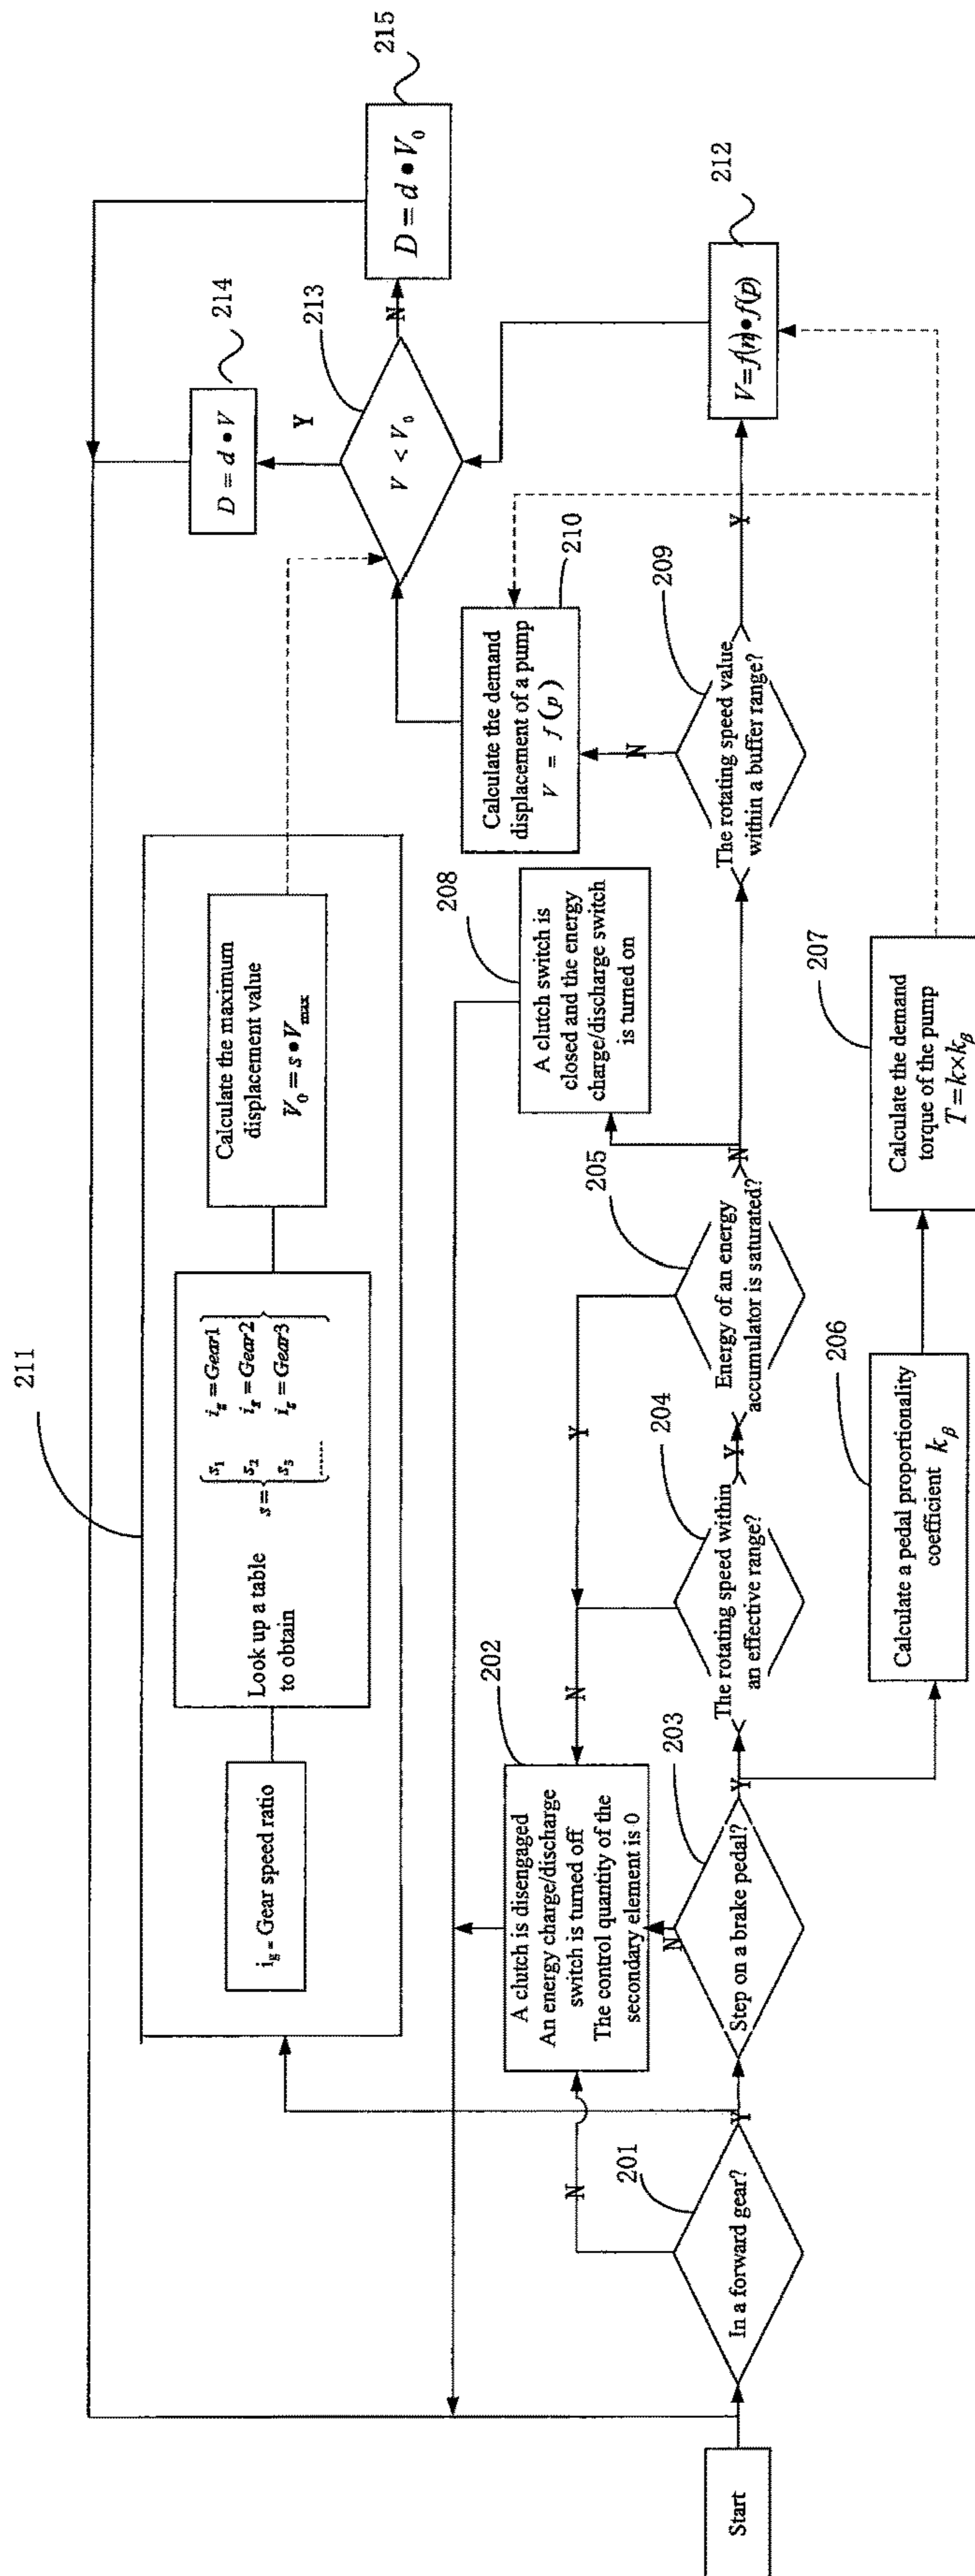 Start
In a forward gear?
201
N
Y
211
i_g = Gear speed ratio
Look up a table
to obtain
s = { s_1 i_g = Gear1
s_2 i_g = Gear2
s_3 i_g = Gear3
...... }
Calculate the maximum
displacement value
V_0 = s • V_max
202
A clutch is disengaged
An energy charge/discharge
switch is turned off
The control quantity of the
secondary element is 0
203
Step on a brake pedal?
N
Y
204
The rotating speed within
an effective range?
N
Y
205
Energy of an energy
accumulator is saturated?
Y
N
206
Calculate a pedal proportionality
coefficient k_β
207
Calculate the demand
torque of the pump
T = k × k_β
208
A clutch switch is
closed and the energy
charge/discharge switch
is turned on
209
The rotating speed value
within a buffer range?
N
Y
210
Calculate the demand
displacement of a pump
V = f (p)
212
V = f(n) • f(p)
213
V < V_0
Y
N
214
D = d • V
215
D = d • V_0